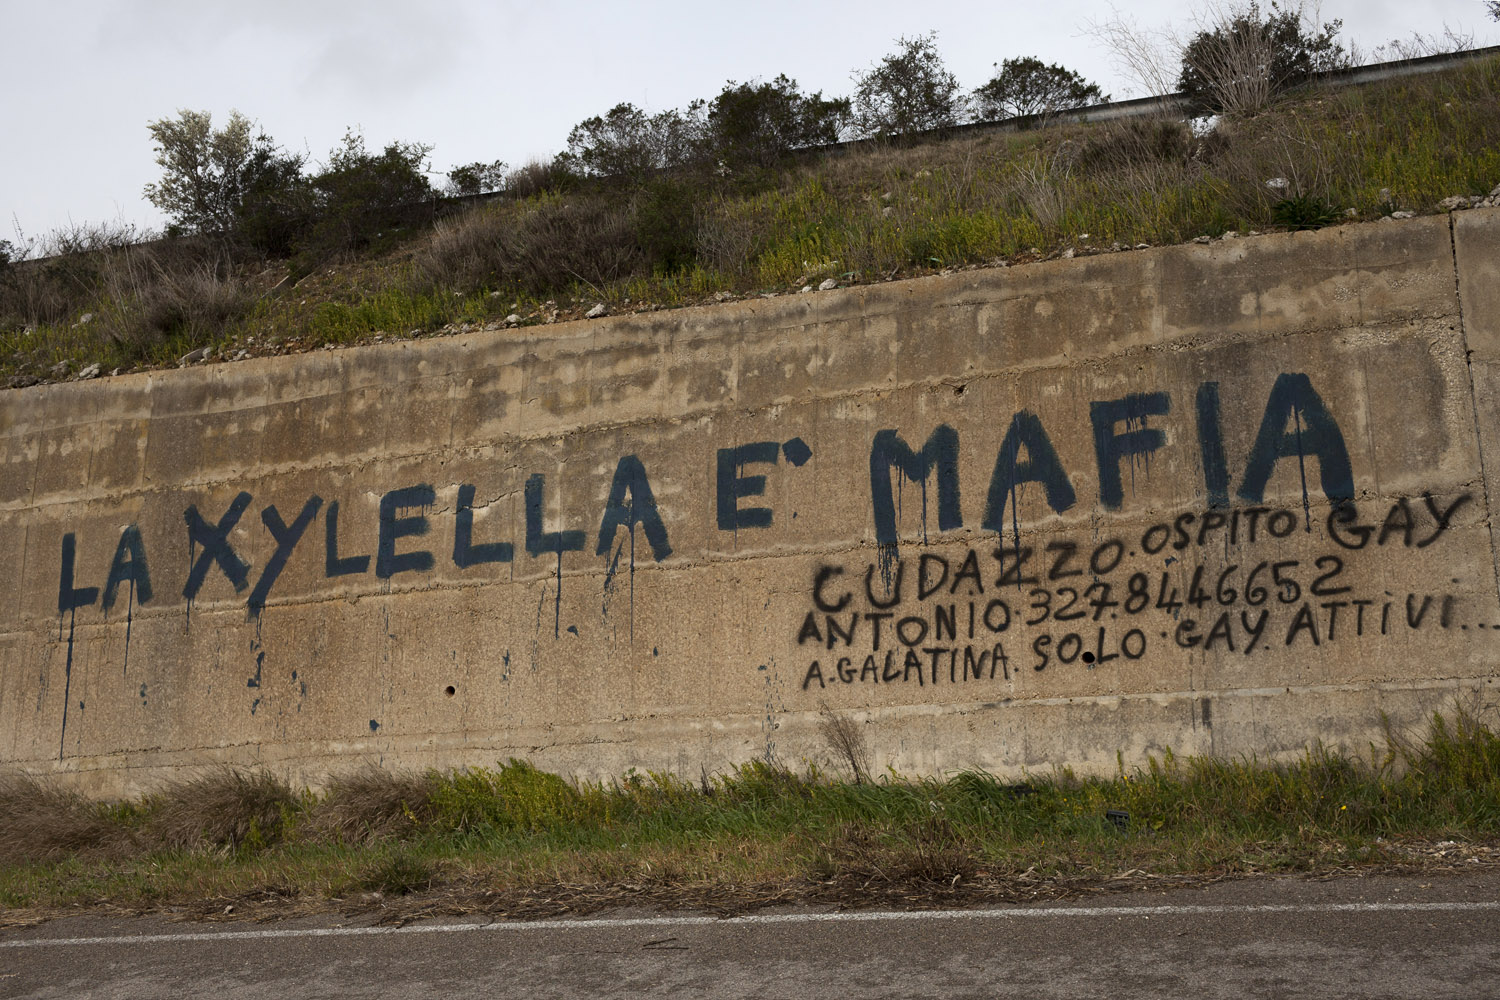 LA XYLELLA E' MAFIA
CUDAZZO. OSPITO GAY
ANTONIO. 327.8446652
A. GALATINA. SOLO. GAY. ATTiVi...